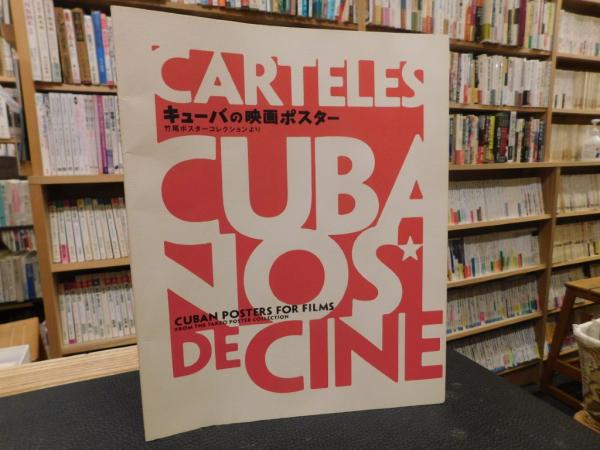 CARTELES
キューバの映画ポスター
竹尾ポスターコレクションより
CUBA
NOS★
CUBAN POSTERS FOR FILMS
FROM THE TAKEO POSTER COLLECTION
DE CINE